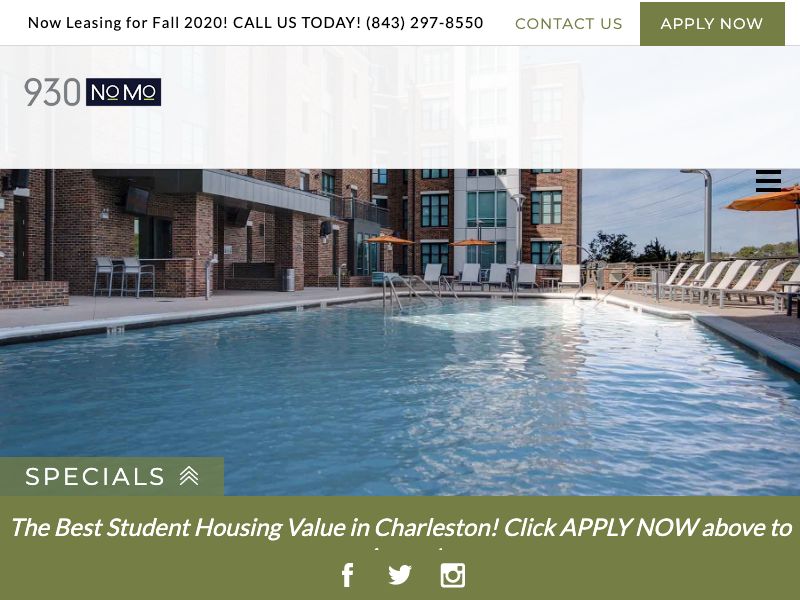 Now Leasing for Fall 2020! CALL US TODAY! (843) 297-8550
CONTACT US
APPLY NOW
930 NOMO
SPECIALS
The Best Student Housing Value in Charleston! Click APPLY NOW above to